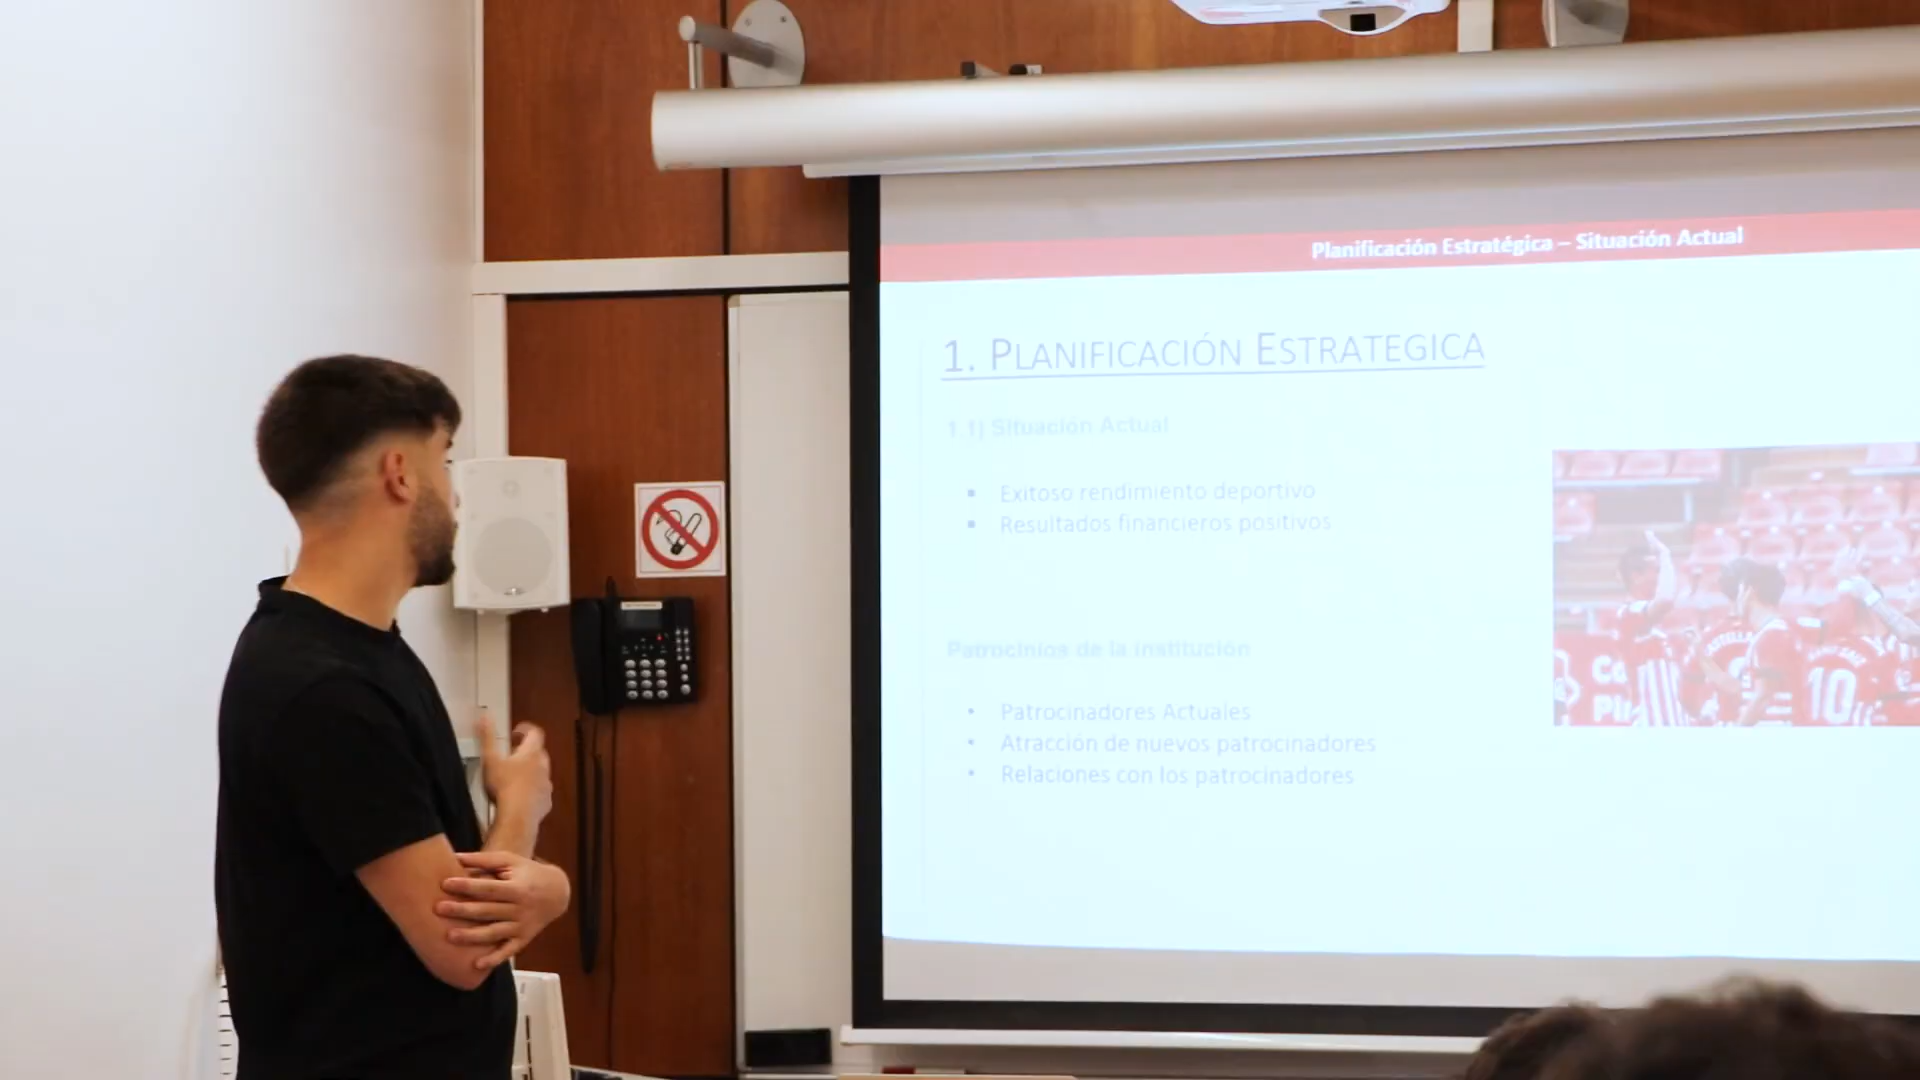 Planificación Estratégica – Situación Actual
1. PLANIFICACIÓN ESTRATEGICA
1.1) Situación Actual
▪ Exitoso rendimiento deportivo
▪ Resultados financieros positivos
Patrocinios de la institución
• Patrocinadores Actuales
• Atracción de nuevos patrocinadores
• Relaciones con los patrocinadores
10